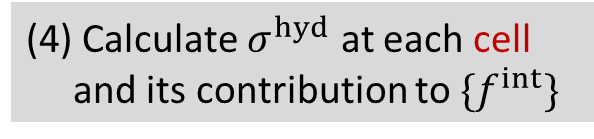 (4) Calculate σ^hyd at each cell
and its contribution to {f^int}